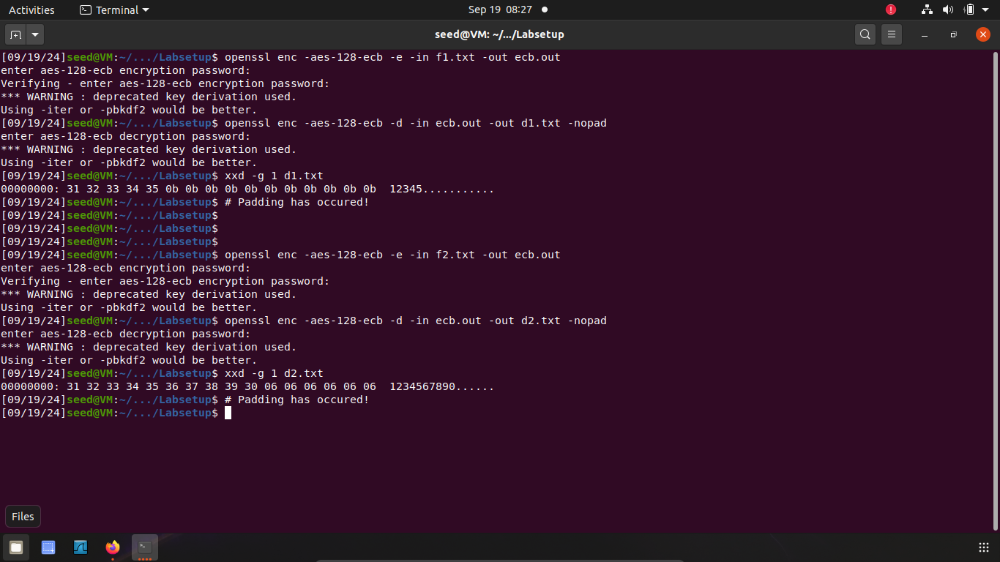 Activities
Terminal
Sep 19 08:27
seed@VM: ~/.../Labsetup
[09/19/24]seed@VM:~/.../Labsetup$ openssl enc -aes-128-ecb -e -in f1.txt -out ecb.out
enter aes-128-ecb encryption password:
Verifying - enter aes-128-ecb encryption password:
*** WARNING : deprecated key derivation used.
Using -iter or -pbkdf2 would be better.
[09/19/24]seed@VM:~/.../Labsetup$ openssl enc -aes-128-ecb -d -in ecb.out -out d1.txt -nopad
enter aes-128-ecb decryption password:
*** WARNING : deprecated key derivation used.
Using -iter or -pbkdf2 would be better.
[09/19/24]seed@VM:~/.../Labsetup$ xxd -g 1 d1.txt
00000000: 31 32 33 34 35 0b 0b 0b 0b 0b 0b 0b 0b 0b 0b 0b  12345...........
[09/19/24]seed@VM:~/.../Labsetup$ # Padding has occured!
[09/19/24]seed@VM:~/.../Labsetup$
[09/19/24]seed@VM:~/.../Labsetup$
[09/19/24]seed@VM:~/.../Labsetup$
[09/19/24]seed@VM:~/.../Labsetup$ openssl enc -aes-128-ecb -e -in f2.txt -out ecb.out
enter aes-128-ecb encryption password:
Verifying - enter aes-128-ecb encryption password:
*** WARNING : deprecated key derivation used.
Using -iter or -pbkdf2 would be better.
[09/19/24]seed@VM:~/.../Labsetup$ openssl enc -aes-128-ecb -d -in ecb.out -out d2.txt -nopad
enter aes-128-ecb decryption password:
*** WARNING : deprecated key derivation used.
Using -iter or -pbkdf2 would be better.
[09/19/24]seed@VM:~/.../Labsetup$ xxd -g 1 d2.txt
00000000: 31 32 33 34 35 36 37 38 39 30 06 06 06 06 06 06  1234567890......
[09/19/24]seed@VM:~/.../Labsetup$ # Padding has occured!
[09/19/24]seed@VM:~/.../Labsetup$
Files